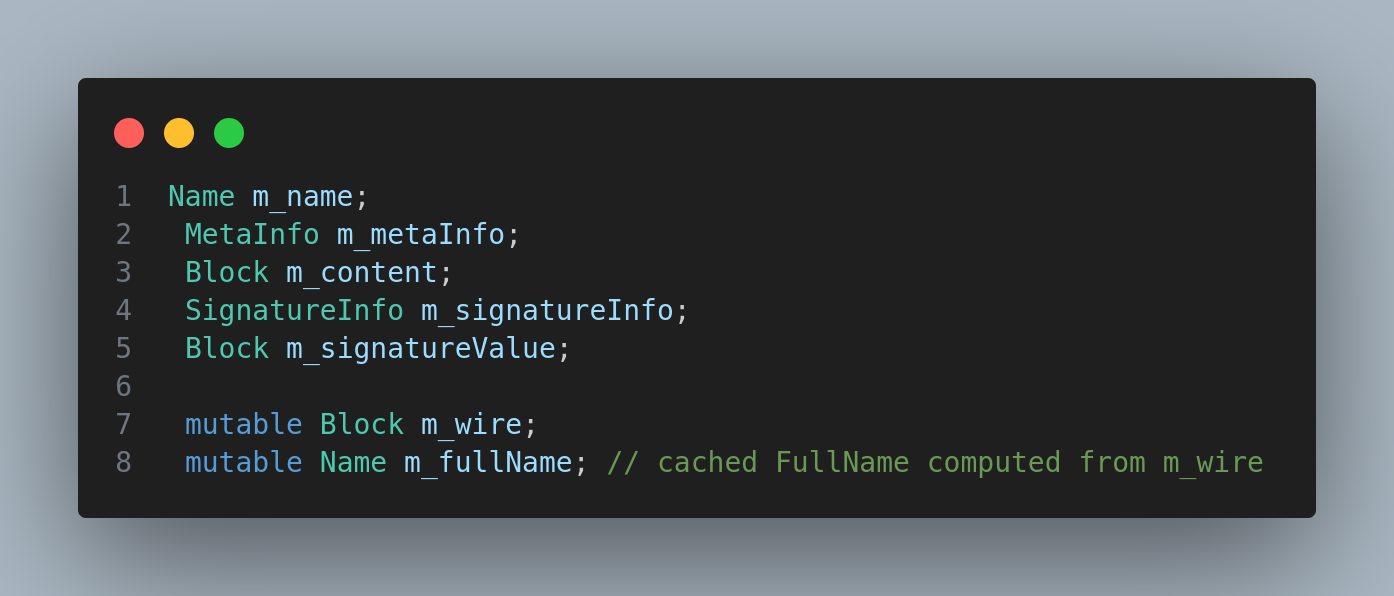 1 Name m_name;
2 MetaInfo m_metaInfo;
3 Block m_content;
4 SignatureInfo m_signatureInfo;
5 Block m_signatureValue;
6
7 mutable Block m_wire;
8 mutable Name m_fullName; // cached FullName computed from m_wire